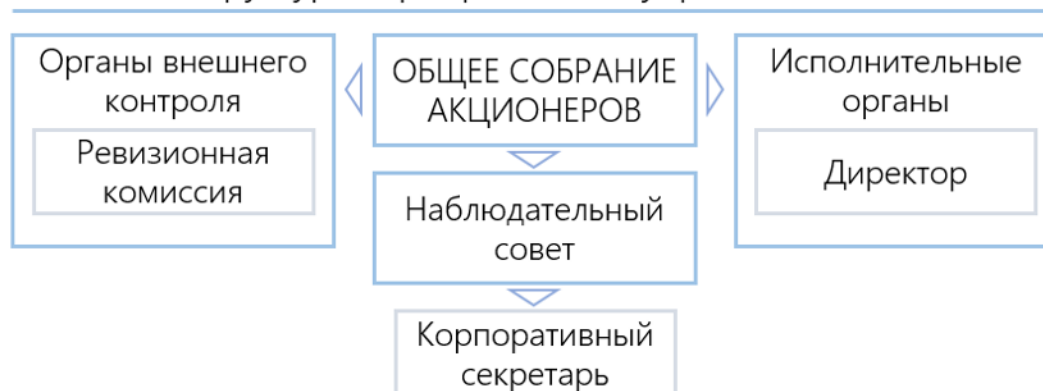 Органы внешнего
контроля
Ревизионная
комиссия
ОБЩЕЕ СОБРАНИЕ
АКЦИОНЕРОВ
Наблюдательный
совет
Корпоративный
секретарь
Исполнительные
органы
Директор